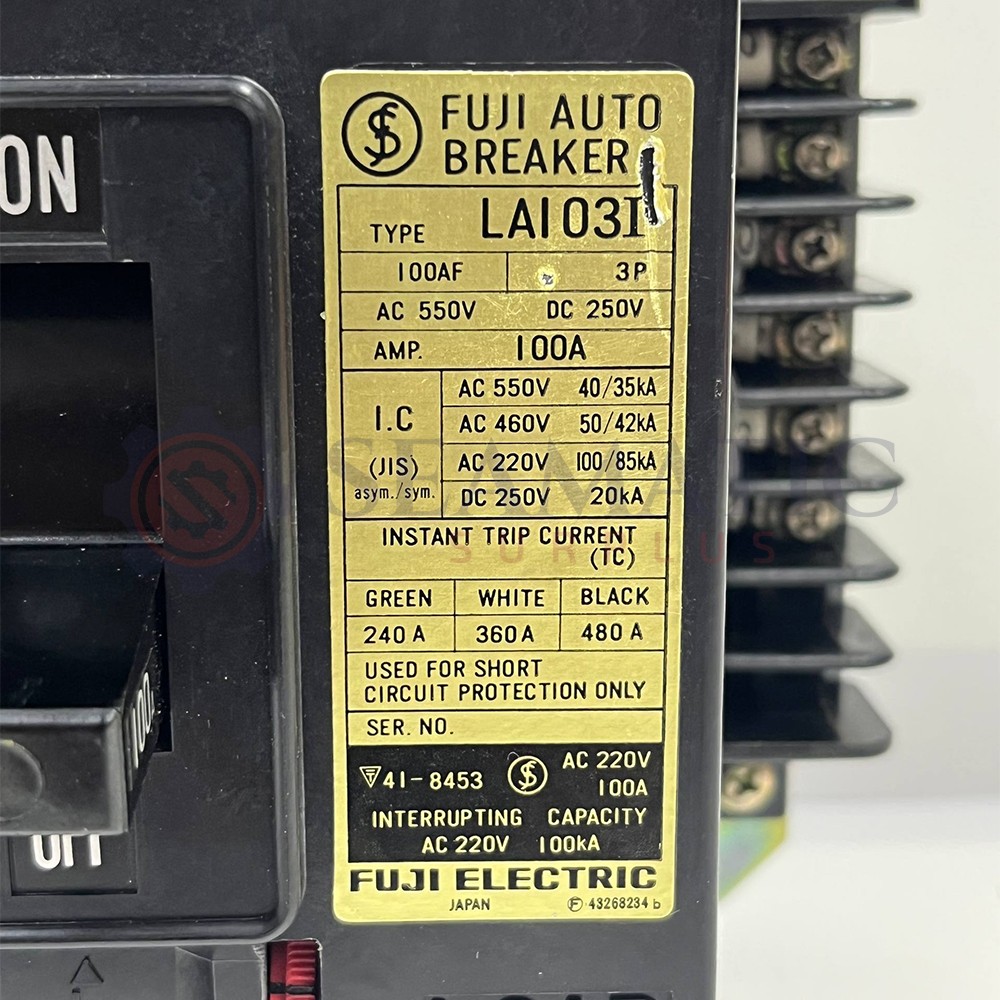 ON
FUJI AUTO
BREAKER
TYPE LA103I
100AF 3P
AC 550V DC 250V
AMP. 100A
I.C
(JIS)
asym./sym.
AC 550V 40/35kA
AC 460V 50/42kA
AC 220V 100/85kA
DC 250V 20kA
INSTANT TRIP CURRENT
(TC)
GREEN WHITE BLACK
240 A 360 A 480 A
USED FOR SHORT
CIRCUIT PROTECTION ONLY
SER. NO.
41-8453 AC 220V
100A
INTERRUPTING CAPACITY
AC 220V 100kA
FUJI ELECTRIC
JAPAN F 43268234 b
100
OFF
SEAMATIC
SURPLUS